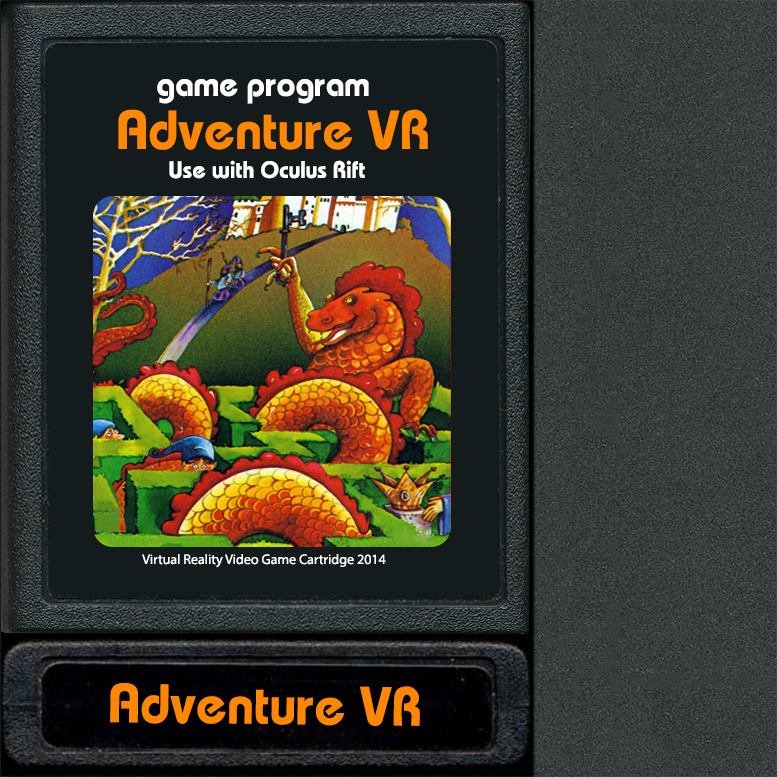 game program
Adventure VR
Use with Oculus Rift
Virtual Reality Video Game Cartridge 2014
Adventure VR